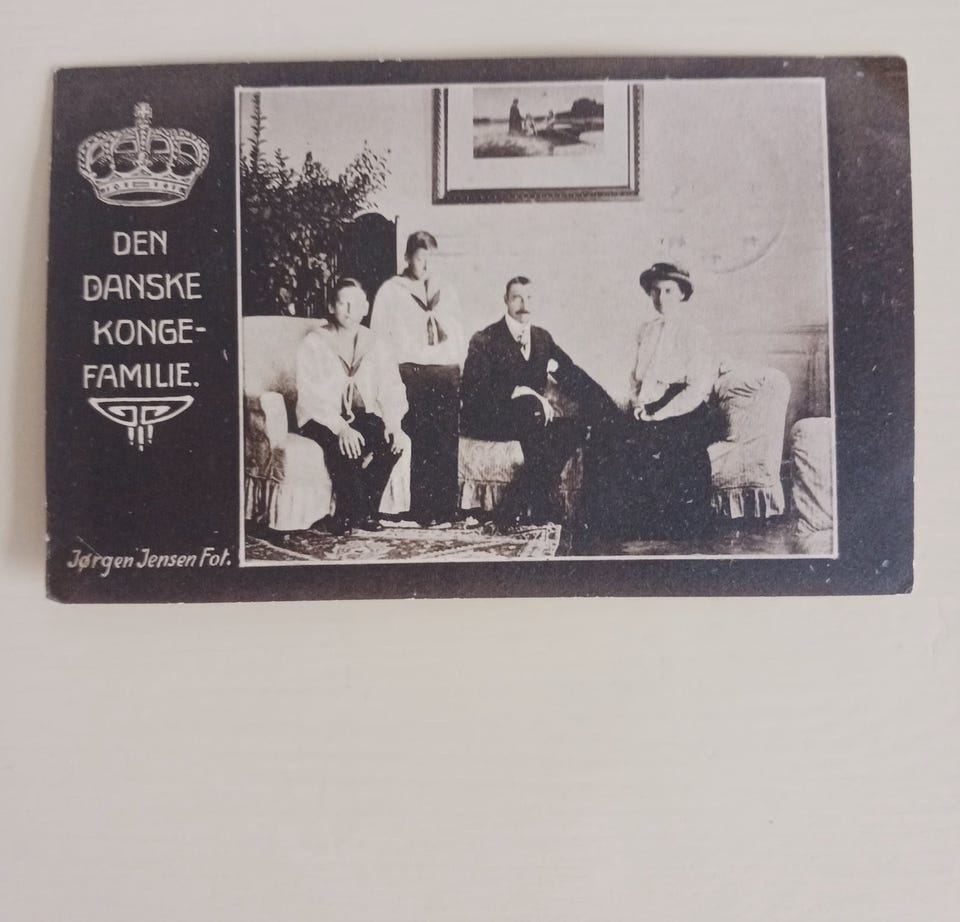 DEN
DANSKE
KONGE-
FAMILIE.
Jørgen Jensen Fot.